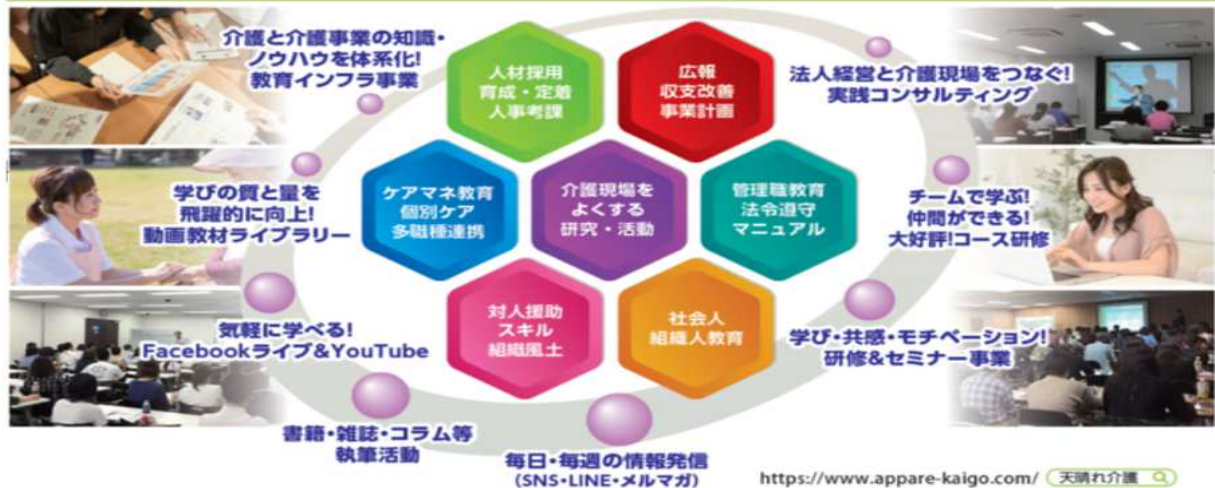 介護と介護事業の知識・
ノウハウを体系化!
教育インフラ事業
人材採用
育成・定着
人事考課
広報
収支改善
事業計画
法人経営と介護現場をつなぐ!
実践コンサルティング
学びの質と量を
飛躍的に向上!
動画教材ライブラリー
ケアマネ教育
個別ケア
多職種連携
介護現場を
よくする
研究・活動
管理職教育
法令遵守
マニュアル
チームで学ぶ!
仲間ができる!
大好評!コース研修
気軽に学べる!
Facebookライブ&YouTube
対人援助
スキル
組織風土
社会人
組織人教育
学び・共感・モチベーション!
研修&セミナー事業
書籍・雑誌・コラム等
執筆活動
毎日・毎週の情報発信
(SNS・LINE・メルマガ)
https://www.appare-kaigo.com/ 天晴れ介護